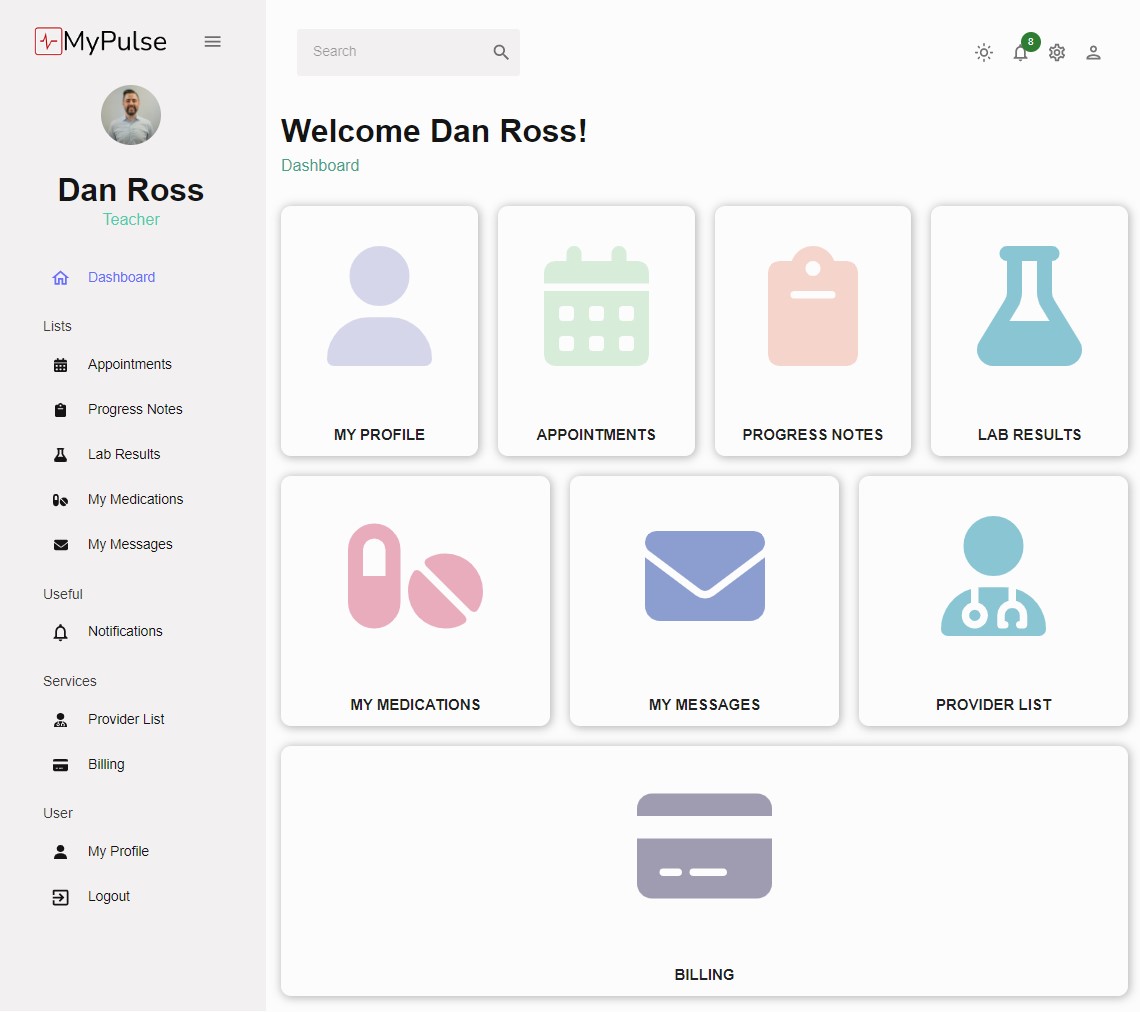 MyPulse
Dan Ross
Teacher
Dashboard
Lists
Appointments
Progress Notes
Lab Results
My Medications
My Messages
Useful
Notifications
Services
Provider List
Billing
User
My Profile
Logout
Search
8
Welcome Dan Ross!
Dashboard
MY PROFILE
APPOINTMENTS
PROGRESS NOTES
LAB RESULTS
MY MEDICATIONS
MY MESSAGES
PROVIDER LIST
BILLING